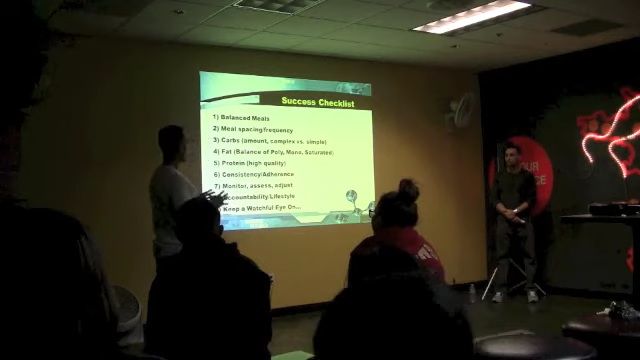 Success Checklist
1) Balanced Meals
2) Meal spacing/frequency
3) Carbs (amount, complex vs. simple)
4) Fat (Balance of Poly, Mono, Saturated)
5) Protein (high quality)
6) Consistency/Adherence
7) Monitor, assess, adjust
Accountability/Lifestyle
Keep a Watchful Eye On...
OUR